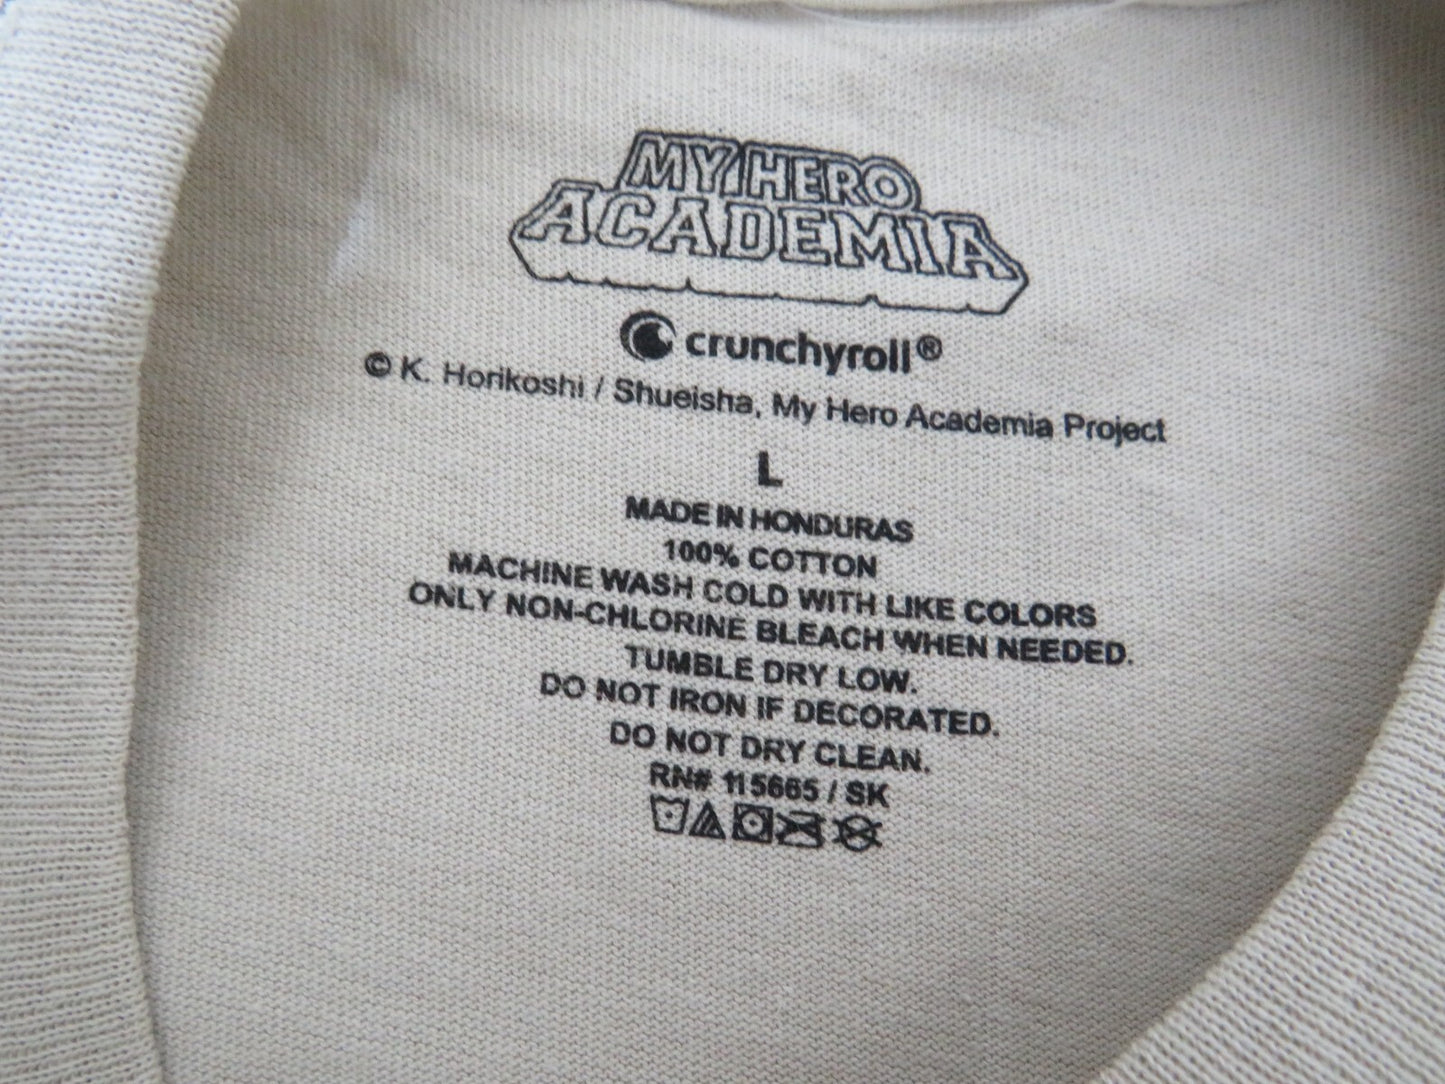 MY HERO
ACADEMIA
crunchyroll®
© K. Horikoshi / Shueisha, My Hero Academia Project
L
MADE IN HONDURAS
100% COTTON
MACHINE WASH COLD WITH LIKE COLORS
ONLY NON-CHLORINE BLEACH WHEN NEEDED.
TUMBLE DRY LOW.
DO NOT IRON IF DECORATED.
DO NOT DRY CLEAN.
RN# 115665 / SK